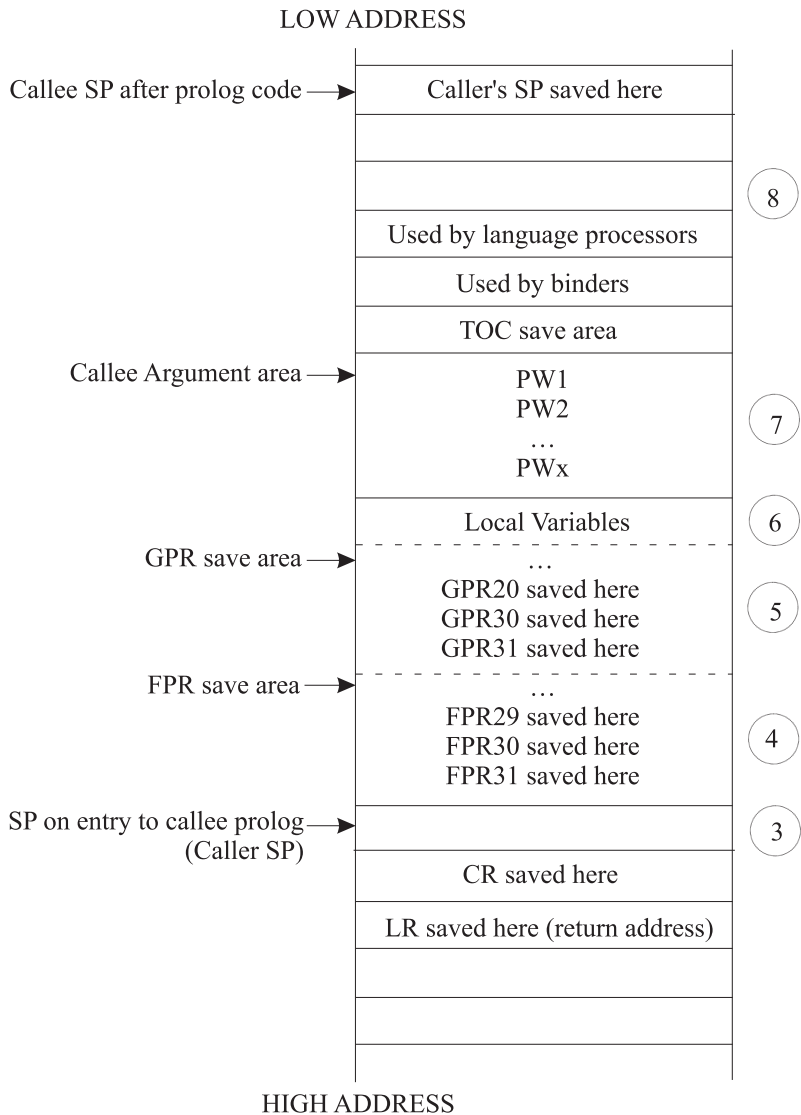 LOW ADDRESS
Callee SP after prolog code
Caller's SP saved here
8
Used by language processors
Used by binders
TOC save area
Callee Argument area
PW1
PW2
...
PWx
7
Local Variables
6
GPR save area
...
GPR20 saved here
GPR30 saved here
GPR31 saved here
5
FPR save area
...
FPR29 saved here
FPR30 saved here
FPR31 saved here
4
SP on entry to callee prolog
(Caller SP)
3
CR saved here
LR saved here (return address)
HIGH ADDRESS